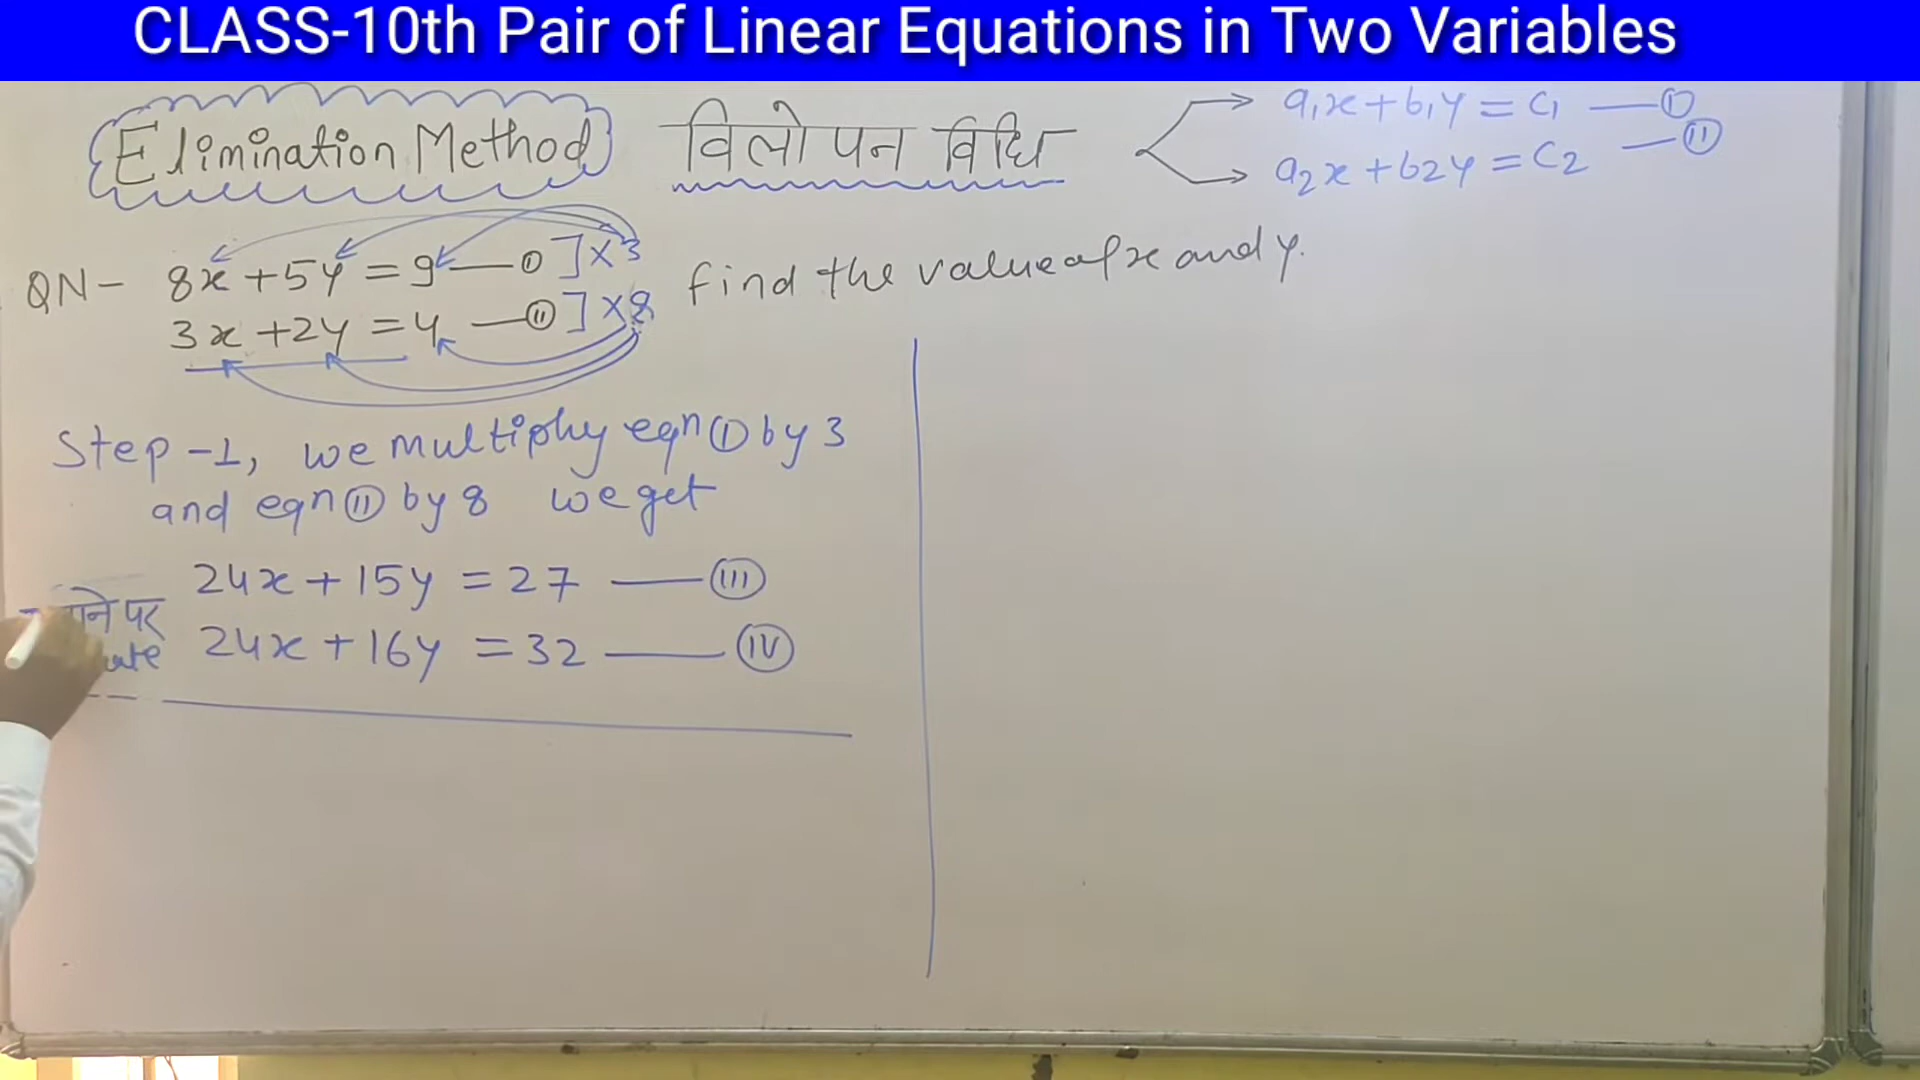 CLASS-10th Pair of Linear Equations in Two Variables
Elimination Method विलोपन विधि
a₁x + b₁y = c₁ — (I)
a₂x + b₂y = c₂ — (II)
QN- 8x + 5y = 9 — (I) ] × 3 find the value of x and y.
3x + 2y = 4 — (II) ] × 8
Step -1, we multiply eqn (I) by 3
and eqn (II) by 8 we get
24x + 15y = 27 — (III)
पर
24x + 16y = 32 — (IV)